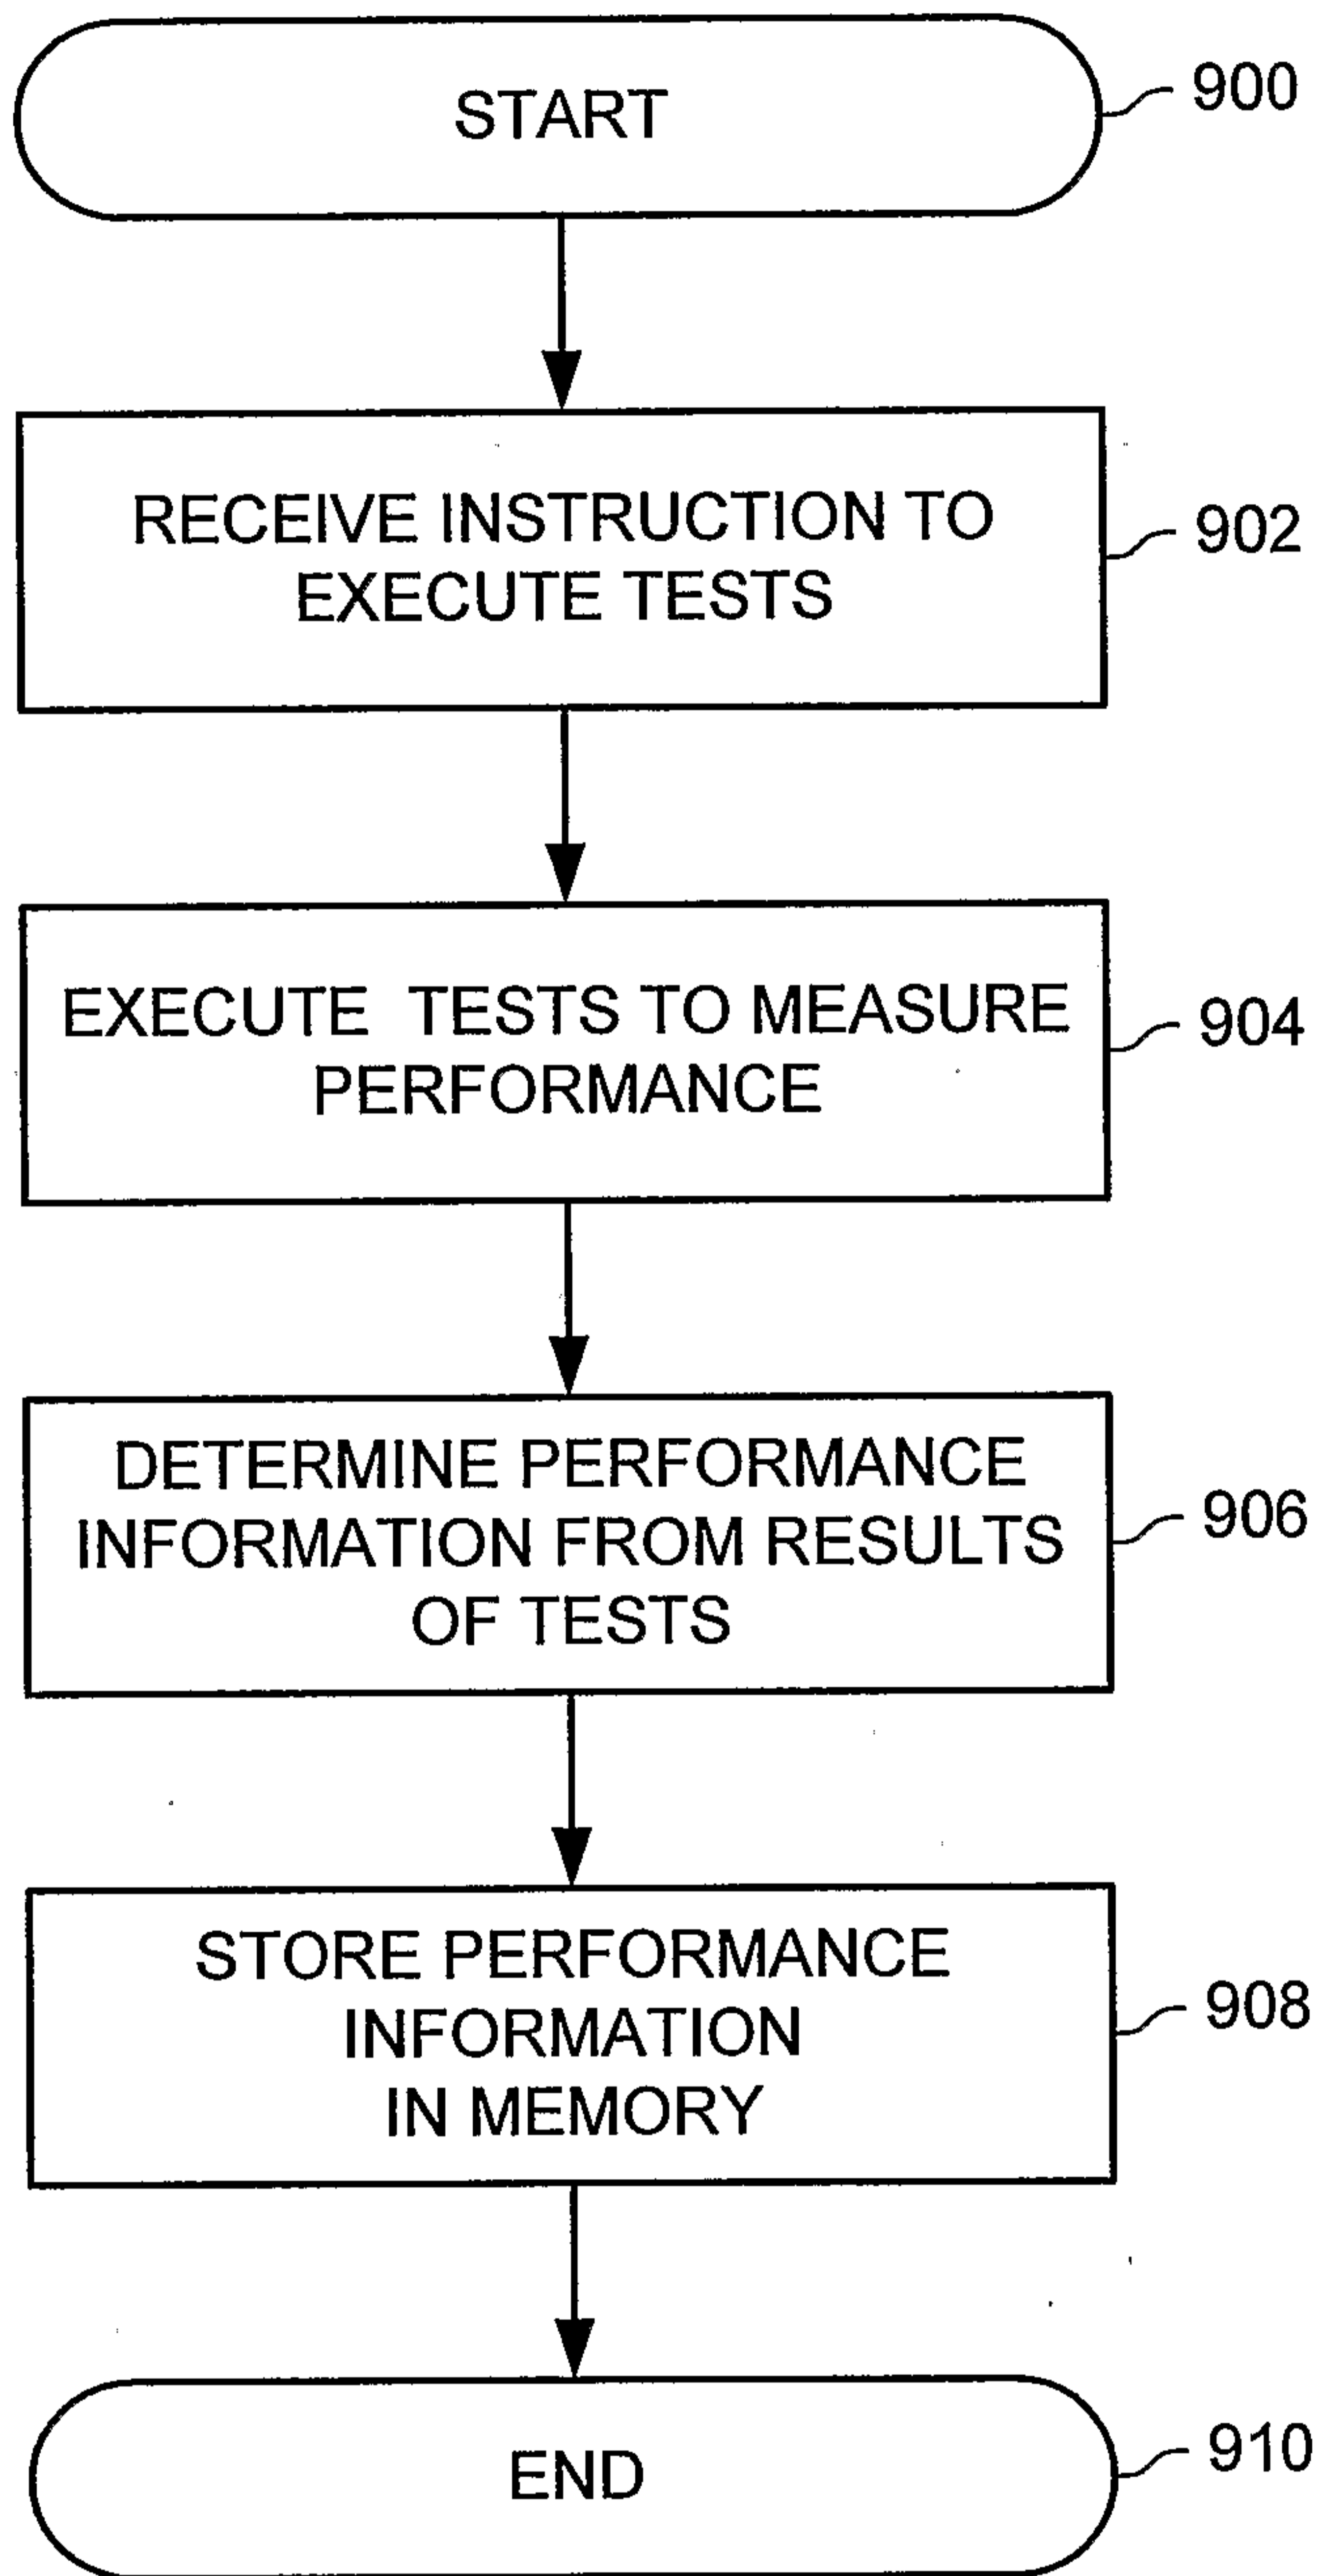 START
900
RECEIVE INSTRUCTION TO
EXECUTE TESTS
902
EXECUTE TESTS TO MEASURE
PERFORMANCE
904
DETERMINE PERFORMANCE
INFORMATION FROM RESULTS
OF TESTS
906
STORE PERFORMANCE
INFORMATION
IN MEMORY
908
END
910